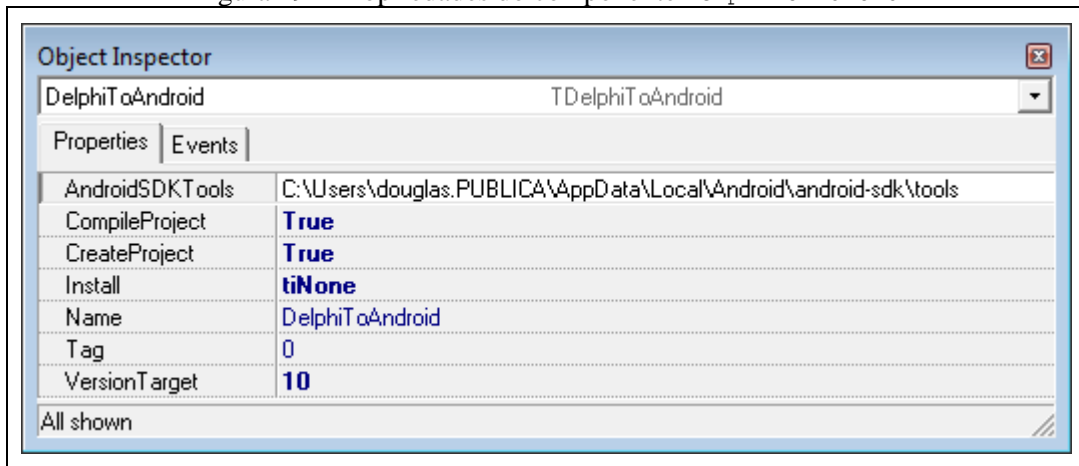 Object Inspector
DelphiToAndroid TDelphiToAndroid
Properties Events
AndroidSDKTools C:\Users\douglas.PUBLICA\AppData\Local\Android\android-sdk\tools
CompileProject True
CreateProject True
Install tiNone
Name DelphiToAndroid
Tag 0
VersionTarget 10
All shown